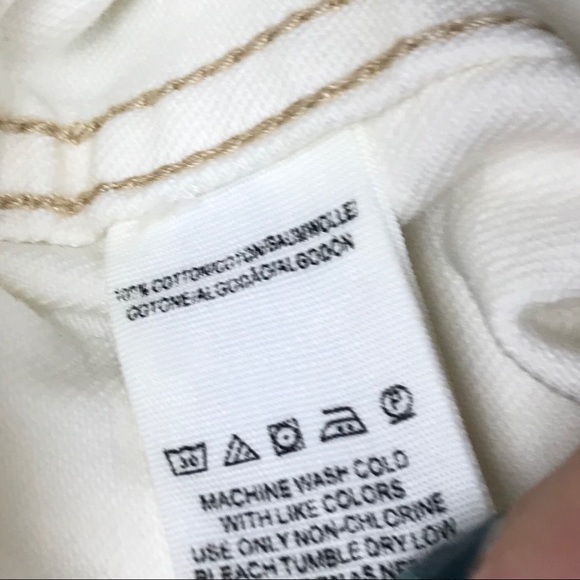 100% COTTON/COTON/BAUMWOLLE/
COTONE/ALGODÃO/ALGODÓN
30
P
MACHINE WASH COLD
WITH LIKE COLORS
USE ONLY NON-CHLORINE
BLEACH TUMBLE DRY LOW